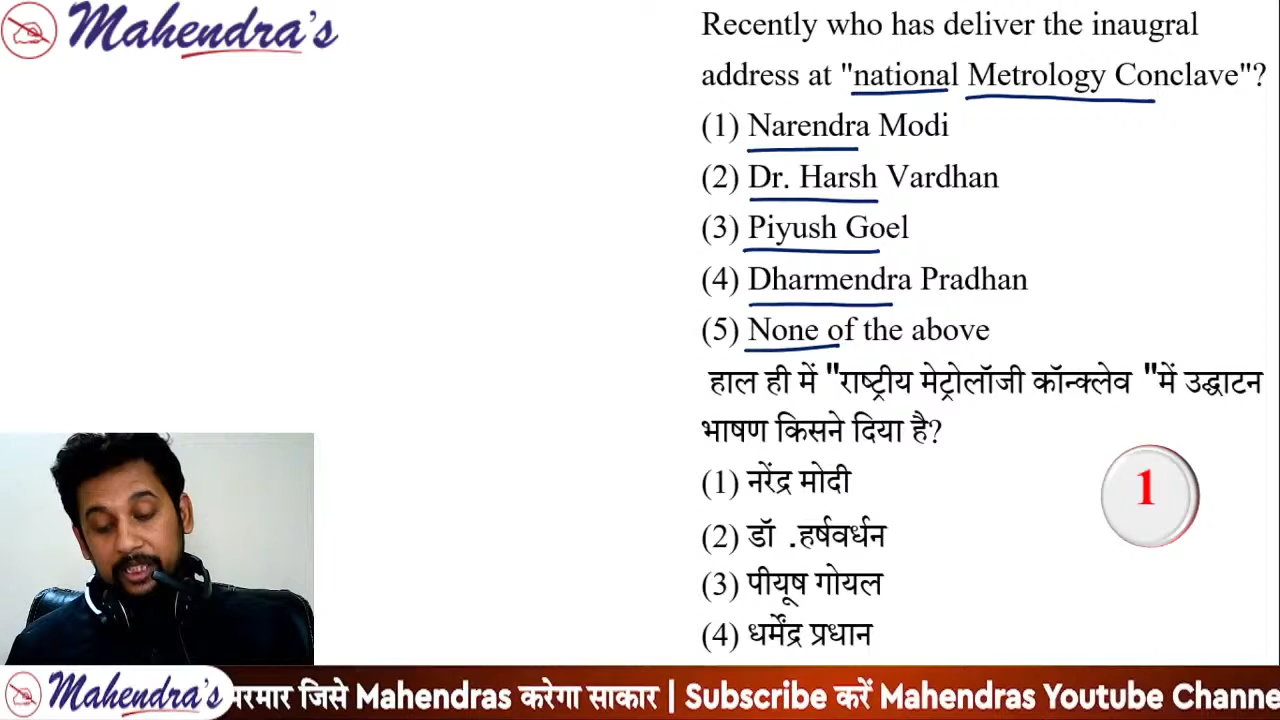 Mahendra's
Recently who has deliver the inaugral
address at "national Metrology Conclave"?
(1) Narendra Modi
(2) Dr. Harsh Vardhan
(3) Piyush Goel
(4) Dharmendra Pradhan
(5) None of the above
हाल ही में "राष्ट्रीय मेट्रोलॉजी कॉन्क्लेव "में उद्घाटन
भाषण किसने दिया है?
(1) नरेंद्र मोदी
(2) डॉ .हर्षवर्धन
(3) पीयूष गोयल
(4) धर्मेंद्र प्रधान
1
Mahendra's
जिसे Mahendras करेगा साकार | Subscribe करें Mahendras Youtube Channe